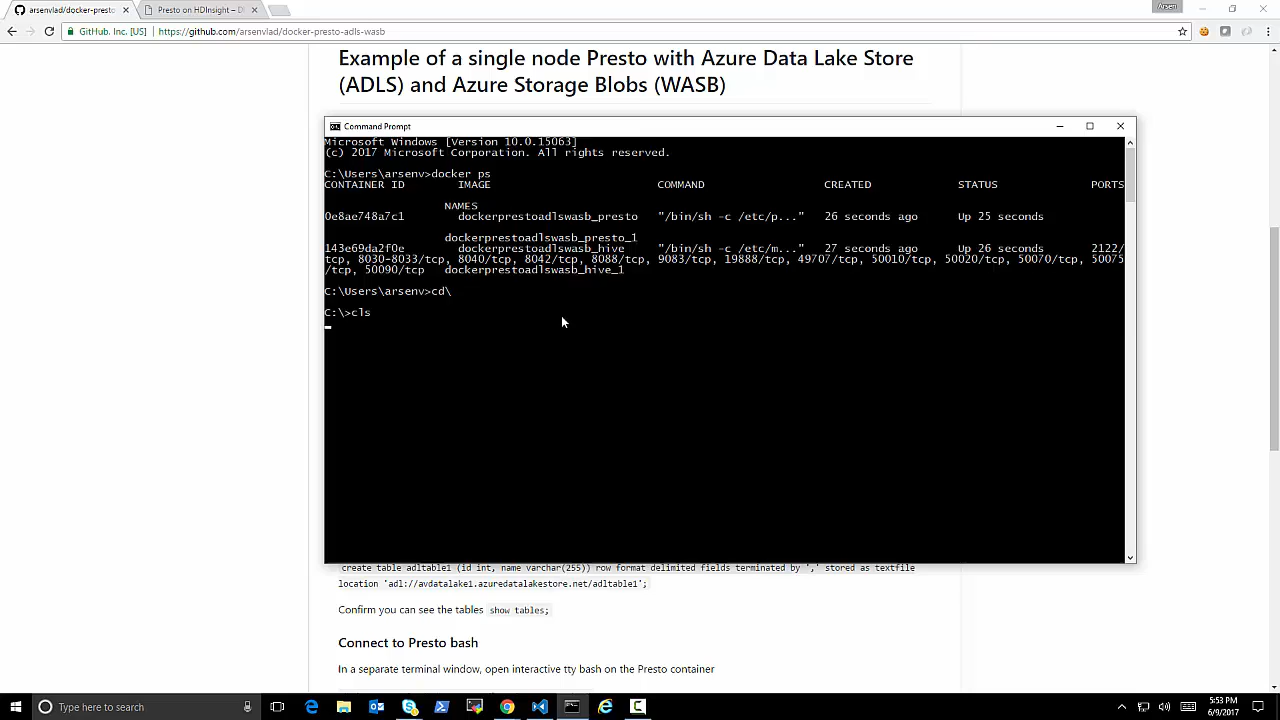 arsenvlad/docker-presto-
Presto on HDInsight – D
Arsen
GitHub, Inc. [US]
https://github.com/arsenvlad/docker-presto-adls-wasb
Example of a single node Presto with Azure Data Lake Store
(ADLS) and Azure Storage Blobs (WASB)
Command Prompt
Microsoft Windows [Version 10.0.15063]
(c) 2017 Microsoft Corporation. All rights reserved.
C:\Users\arsenv>docker ps
CONTAINER ID IMAGE COMMAND CREATED STATUS PORTS
NAMES
0e8ae748a7c1 dockerprestoadlswasb_presto "/bin/sh -c /etc/p..." 26 seconds ago Up 25 seconds
dockerprestoadlswasb_presto_1
143e69da2f0e dockerprestoadlswasb_hive "/bin/sh -c /etc/m..." 27 seconds ago Up 26 seconds 2122/
tcp, 8030-8033/tcp, 8040/tcp, 8042/tcp, 8088/tcp, 9083/tcp, 19888/tcp, 49707/tcp, 50010/tcp, 50020/tcp, 50070/tcp, 50075
/tcp, 50090/tcp dockerprestoadlswasb_hive_1
C:\Users\arsenv>cd\
C:\>cls
create table adltable1 (id int, name varchar(255)) row format delimited fields terminated by ',' stored as textfile
location 'adl://avdatalake1.azuredatalakestore.net/adltable1';
Confirm you can see the tables show tables;
Connect to Presto bash
In a separate terminal window, open interactive tty bash on the Presto container
Type here to search
5:53 PM
6/9/2017